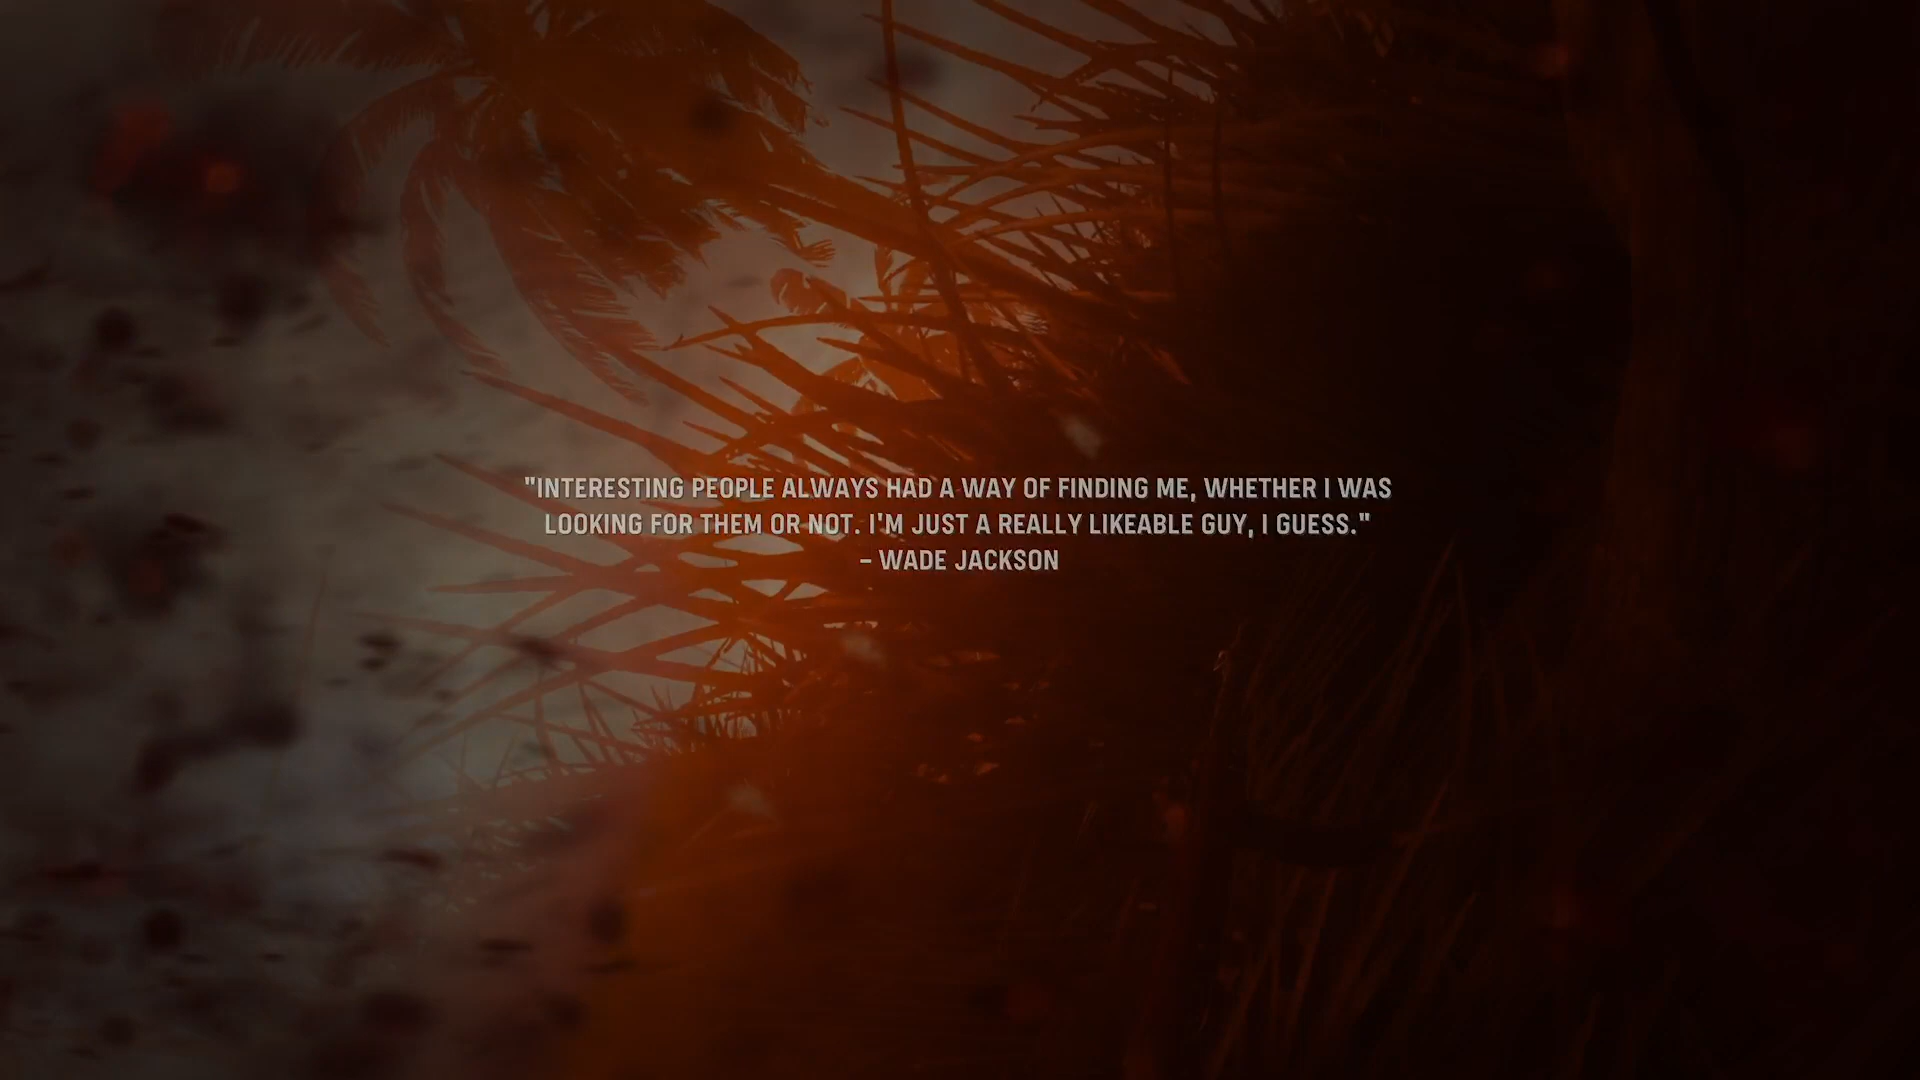 "INTERESTING PEOPLE ALWAYS HAD A WAY OF FINDING ME, WHETHER I WAS
LOOKING FOR THEM OR NOT. I'M JUST A REALLY LIKEABLE GUY, I GUESS."
– WADE JACKSON